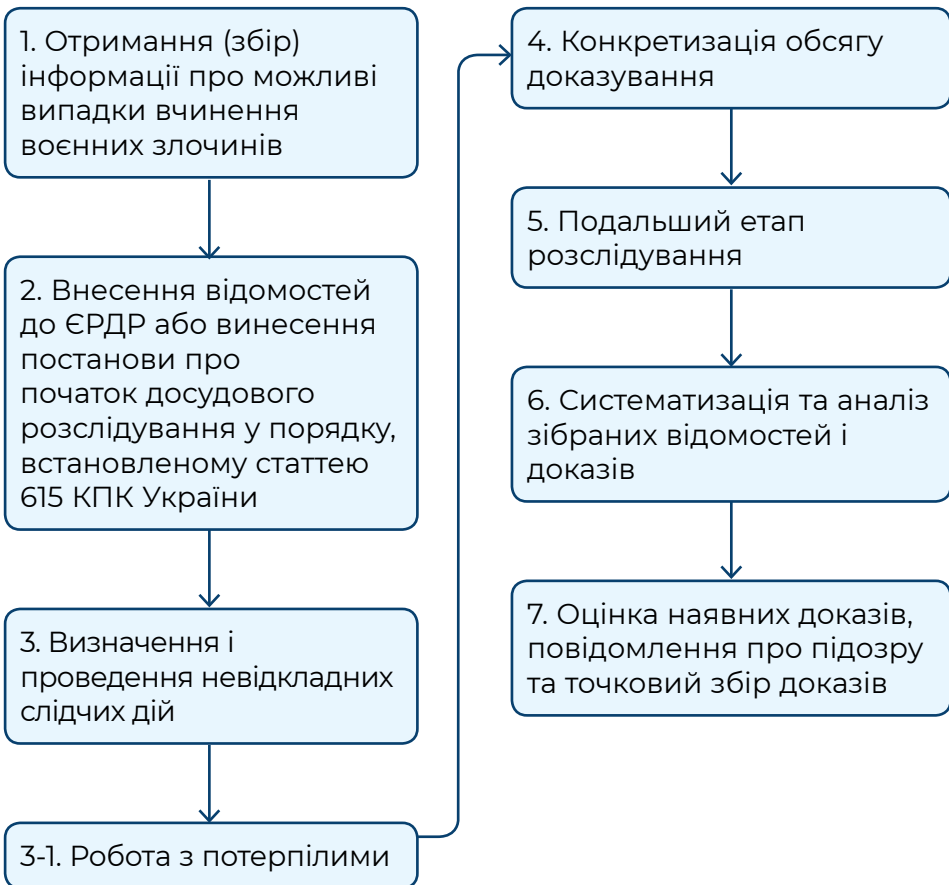 1. Отримання (збір)
інформації про можливі
випадки вчинення
воєнних злочинів
2. Внесення відомостей
до ЄРДР або винесення
постанови про
початок досудового
розслідування у порядку,
встановленому статтею
615 КПК України
3. Визначення і
проведення невідкладних
слідчих дій
3-1. Робота з потерпілими
4. Конкретизація обсягу
доказування
5. Подальший етап
розслідування
6. Систематизація та аналіз
зібраних відомостей і
доказів
7. Оцінка наявних доказів,
повідомлення про підозру
та точковий збір доказів